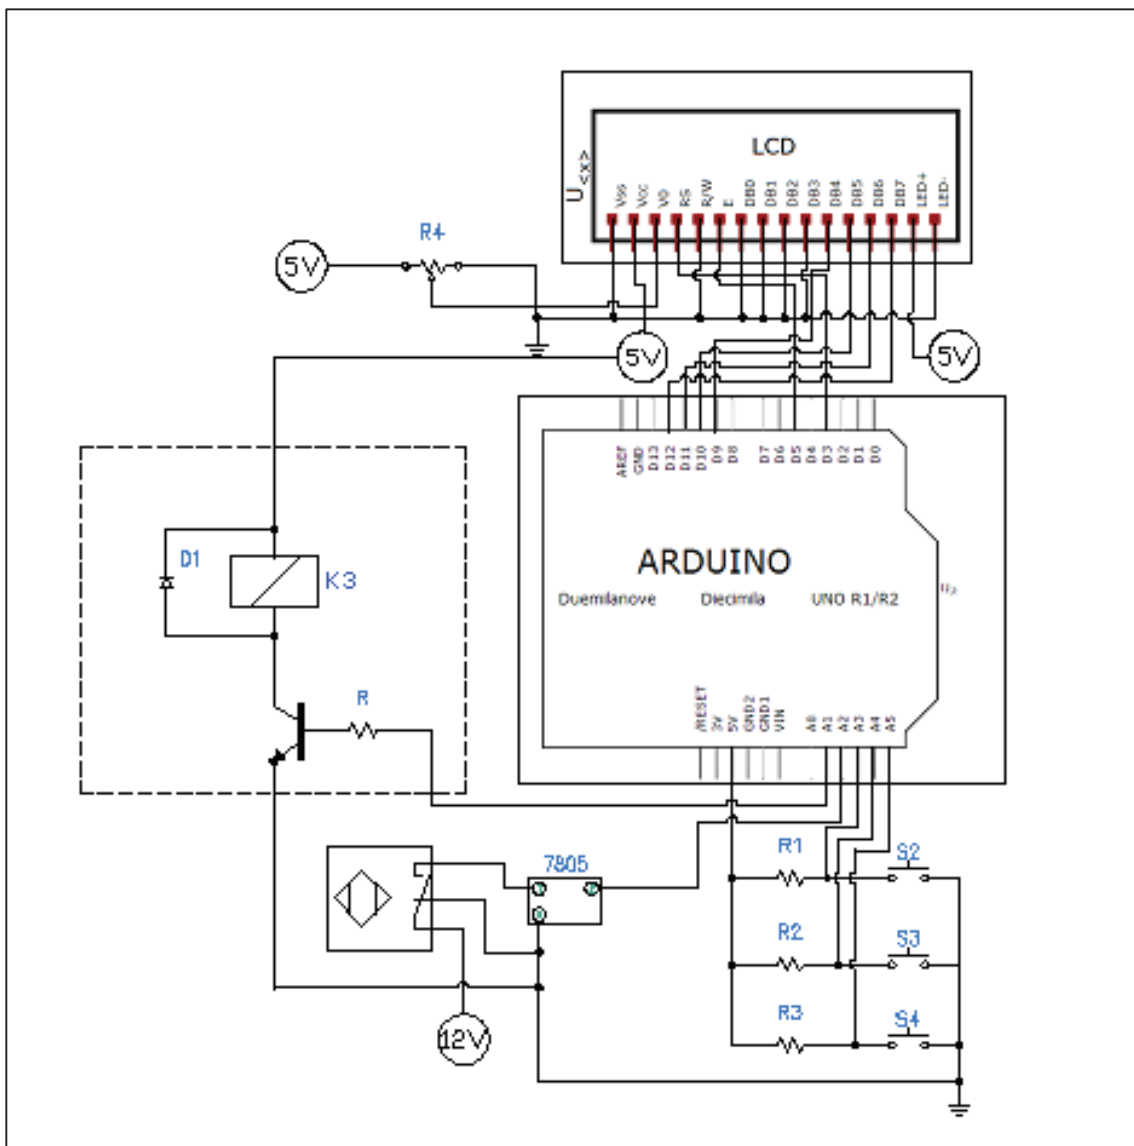 LCD
U
<x>
Vss
Vcc
V0
RS
R/W
E
DB0
DB1
DB2
DB3
DB4
DB5
DB6
DB7
LED+
LED-
R4
5V
5V
5V
AREF
GND
D13
D12
D11
D10
D9
D8
D7
D6
D5
D4
D3
D2
D1
D0
D1
K3
ARDUINO
Duemilanove
Diecimila
UNO R1/R2
R
/RESET
3V
5V
GND2
GND1
VIN
A0
A1
A2
A3
A4
A5
7805
R1
S2
R2
S3
R3
S4
12V